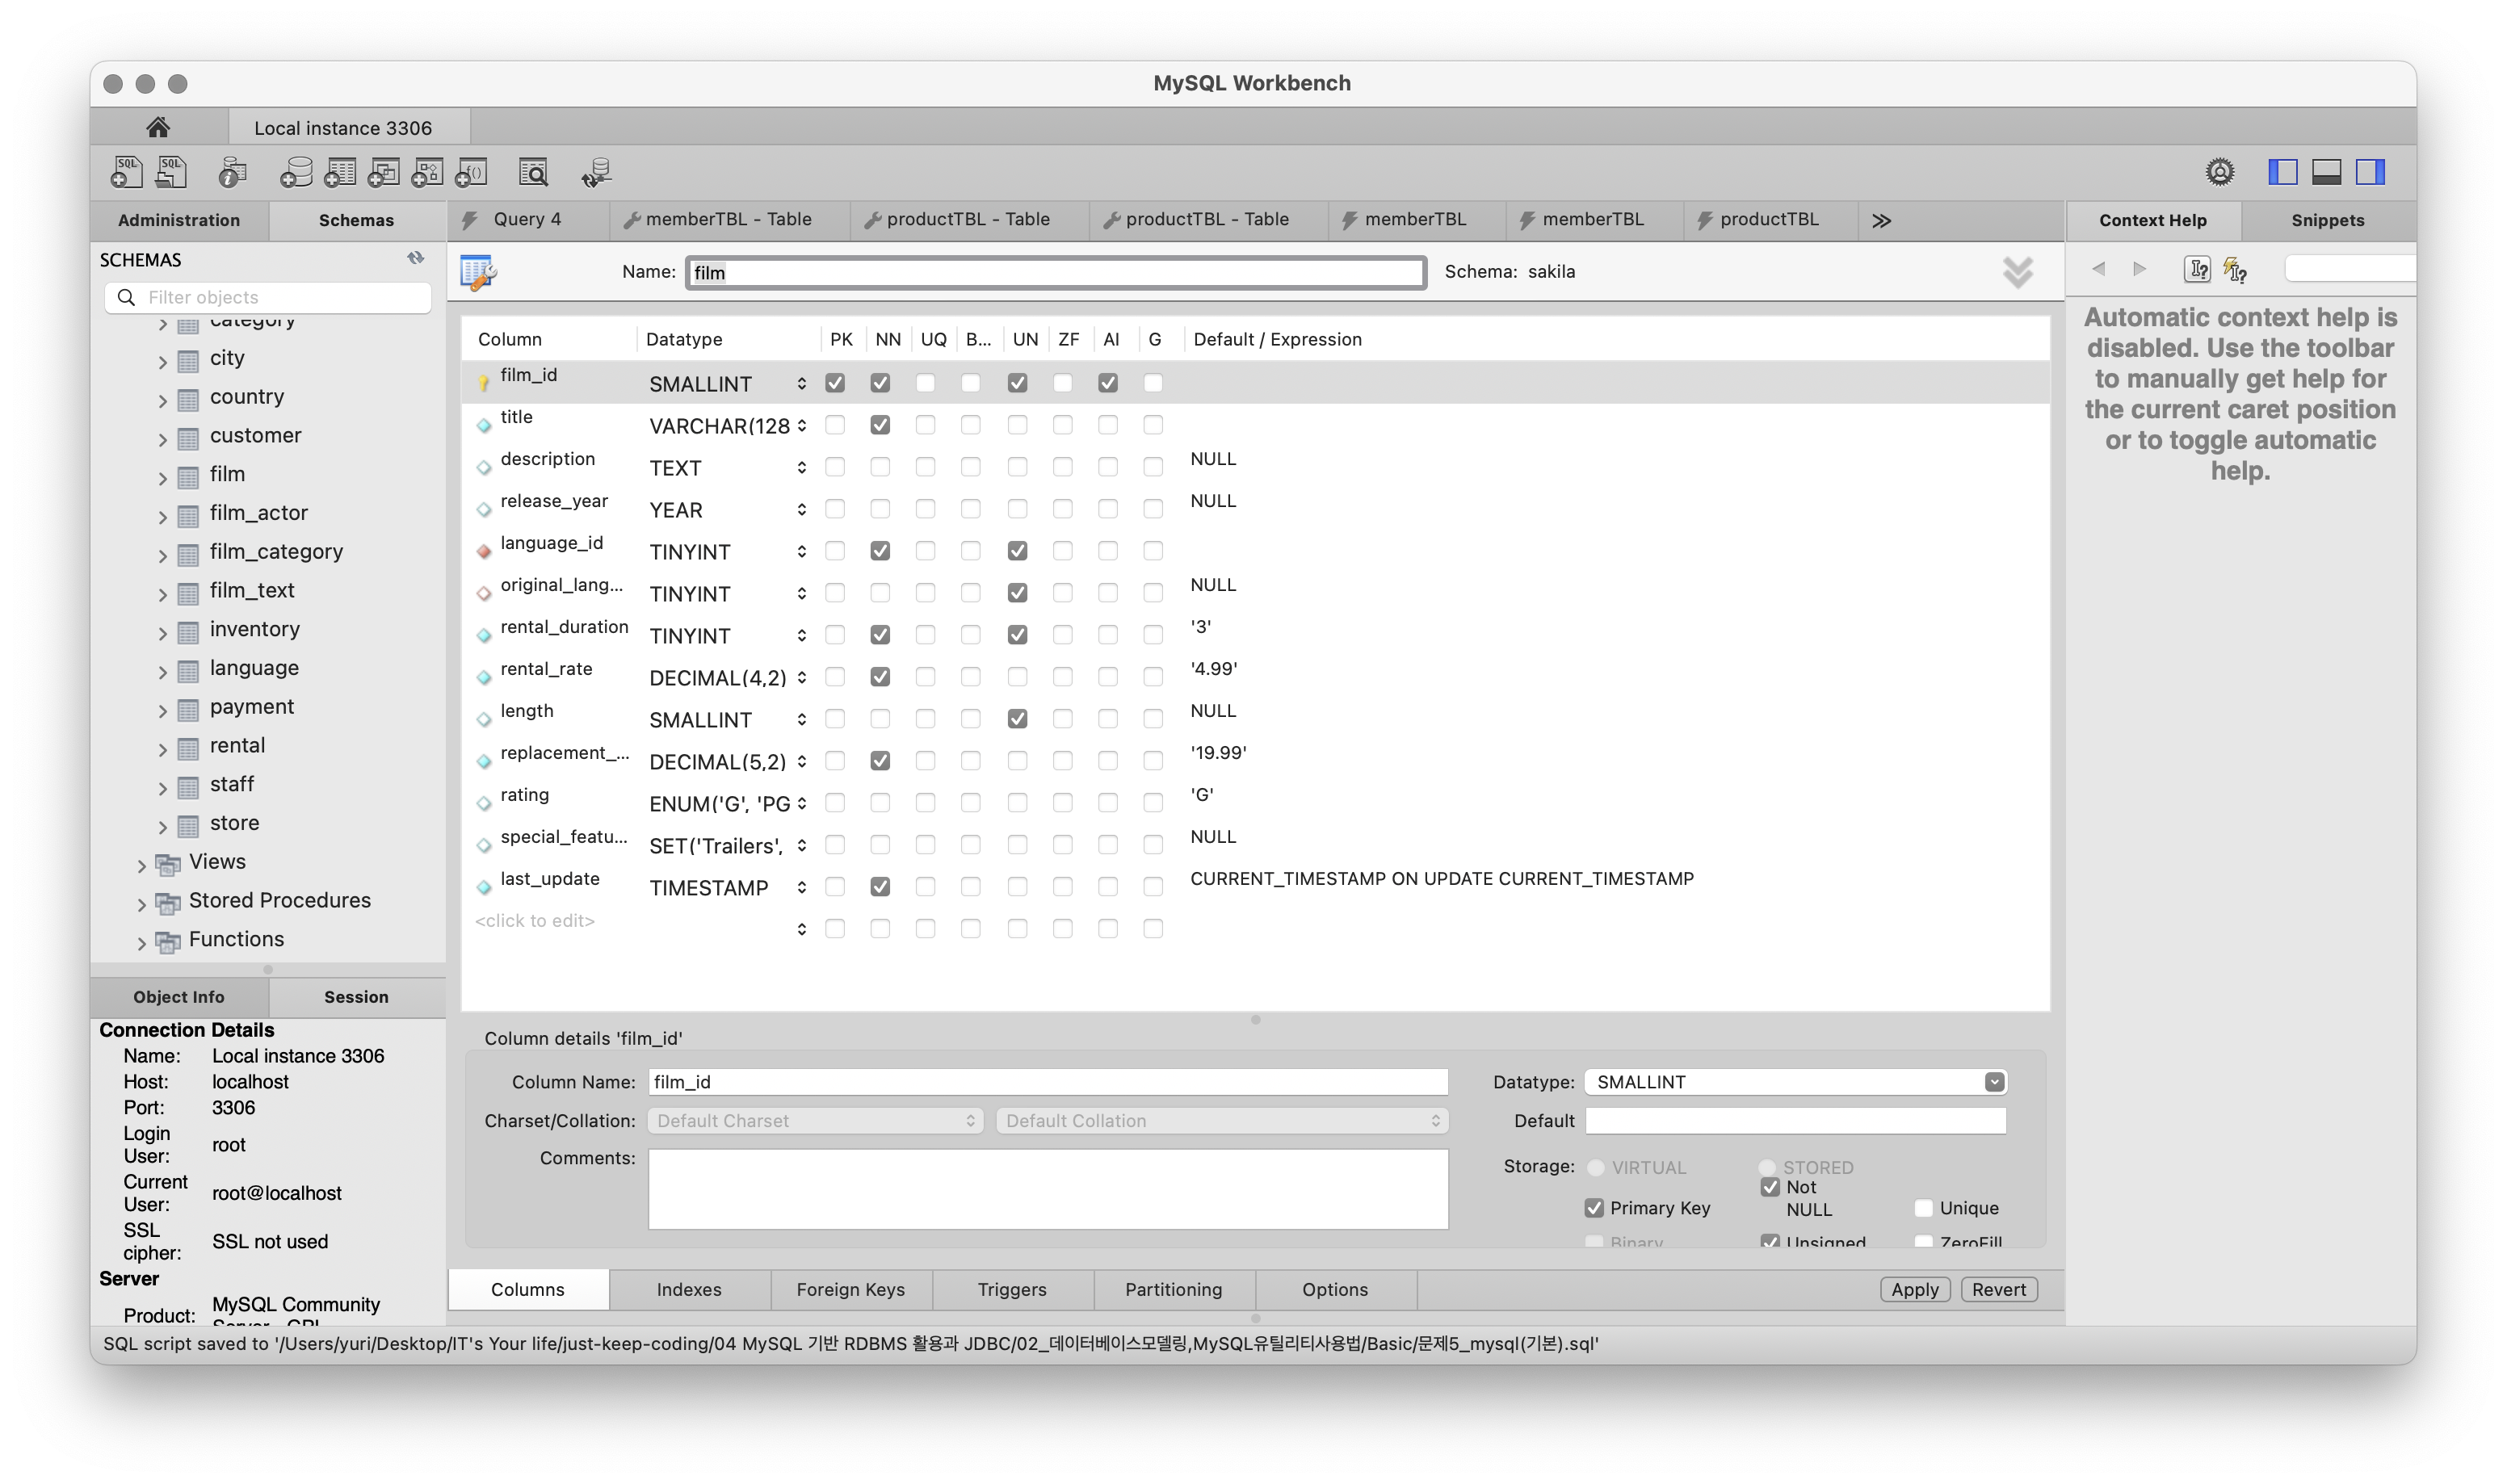 MySQL Workbench
Local instance 3306
Administration Schemas
Query 4 memberTBL - Table productTBL - Table productTBL - Table memberTBL memberTBL productTBL
Context Help Snippets
SCHEMAS
Filter objects
category
city
country
customer
film
film_actor
film_category
film_text
inventory
language
payment
rental
staff
store
Views
Stored Procedures
Functions
Object Info Session
Connection Details
Name: Local instance 3306
Host: localhost
Port: 3306
Login User: root
Current User: root@localhost
SSL cipher: SSL not used
Server
Product: MySQL Community
Name: film Schema: sakila
Column Datatype PK NN UQ B... UN ZF AI G Default / Expression
film_id SMALLINT
title VARCHAR(128
description TEXT NULL
release_year YEAR NULL
language_id TINYINT
original_lang... TINYINT NULL
rental_duration TINYINT '3'
rental_rate DECIMAL(4,2) '4.99'
length SMALLINT NULL
replacement_... DECIMAL(5,2) '19.99'
rating ENUM('G', 'PG 'G'
special_featu... SET('Trailers', NULL
last_update TIMESTAMP CURRENT_TIMESTAMP ON UPDATE CURRENT_TIMESTAMP
<click to edit>
Column details 'film_id'
Column Name: film_id
Datatype: SMALLINT
Charset/Collation: Default Charset Default Collation
Default
Comments:
Storage: VIRTUAL STORED
Primary Key Not NULL Unique
Binary Unsigned ZeroFill
Columns Indexes Foreign Keys Triggers Partitioning Options
Apply Revert
Automatic context help is
disabled. Use the toolbar
to manually get help for
the current caret position
or to toggle automatic
help.
SQL script saved to '/Users/yuri/Desktop/IT's Your life/just-keep-coding/04 MySQL 기반 RDBMS 활용과 JDBC/02_데이터베이스모델링,MySQL유틸리티사용법/Basic/문제5_mysql(기본).sql'